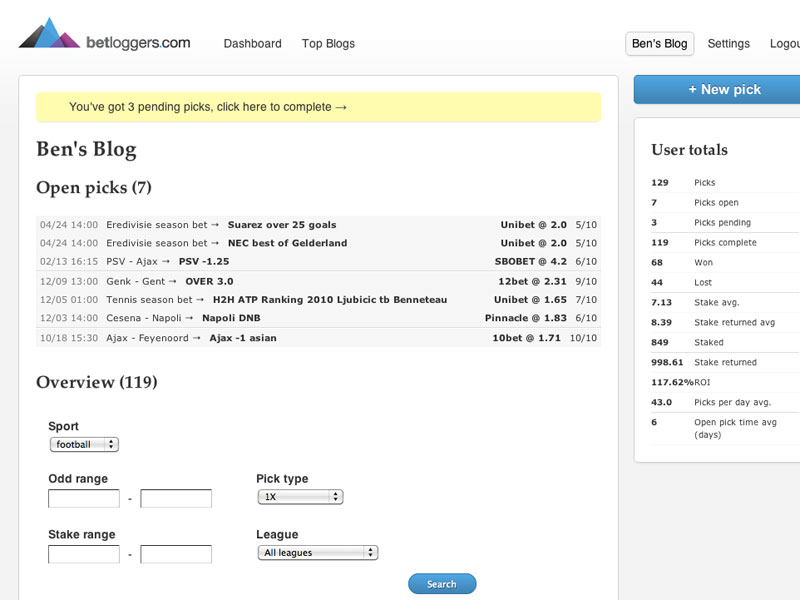 betloggers.com Dashboard Top Blogs Ben's Blog Settings
You've got 3 pending picks, click here to complete →
+ New pick
Ben's Blog
Open picks (7)
04/24 14:00 Eredivisie season bet → Suarez over 25 goals Unibet @ 2.0 5/10
04/24 14:00 Eredivisie season bet → NEC best of Gelderland Unibet @ 2.0 5/10
02/13 16:15 PSV - Ajax → PSV -1.25 SBOBET @ 4.2 6/10
12/09 13:00 Genk - Gent → OVER 3.0 12bet @ 2.31 9/10
12/05 01:00 Tennis season bet → H2H ATP Ranking 2010 Ljubicic tb Benneteau Unibet @ 1.65 7/10
12/03 14:00 Cesena - Napoli → Napoli DNB Pinnacle @ 1.83 6/10
10/18 15:30 Ajax - Feyenoord → Ajax -1 asian 10bet @ 1.71 10/10
Overview (119)
Sport
football
Odd range Pick type
- 1X
Stake range League
- All leagues
Search
User totals
129 Picks
7 Picks open
3 Picks pending
119 Picks complete
68 Won
44 Lost
7.13 Stake avg.
8.39 Stake returned avg
849 Staked
998.61 Stake returned
117.62% ROI
43.0 Picks per day avg.
6 Open pick time avg
(days)